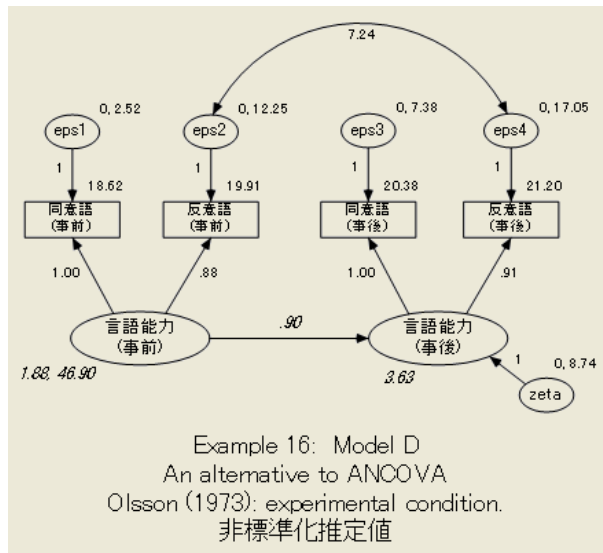 7.24
0, 2.52
0, 12.25
0, 7.38
0, 17.05
eps1
eps2
eps3
eps4
1
1
1
1
18.62
19.91
20.38
21.20
同意語
(事前)
反意語
(事前)
同意語
(事後)
反意語
(事後)
1.00
.88
1.00
.91
言語能力
(事前)
.90
言語能力
(事後)
1.88, 46.90
3.63
1
0, 8.74
zeta
Example 16: Model D
An alternative to ANCOVA
Olsson (1973): experimental condition.
非標準化推定値